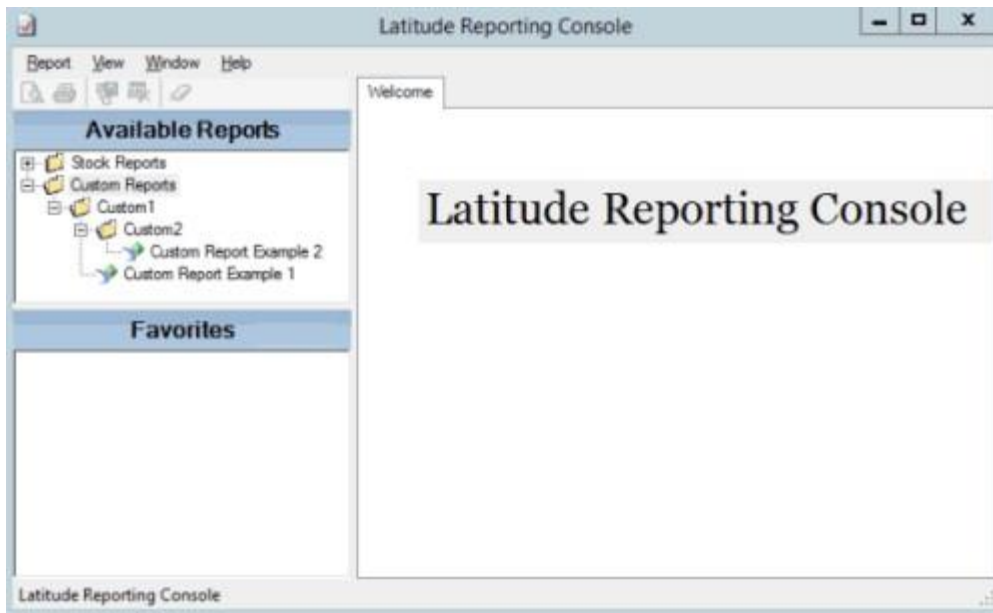 Latitude Reporting Console
Report View Window Help
Welcome
Available Reports
Stock Reports
Custom Reports
Custom1
Custom2
Custom Report Example 2
Custom Report Example 1
Favorites
Latitude Reporting Console
Latitude Reporting Console